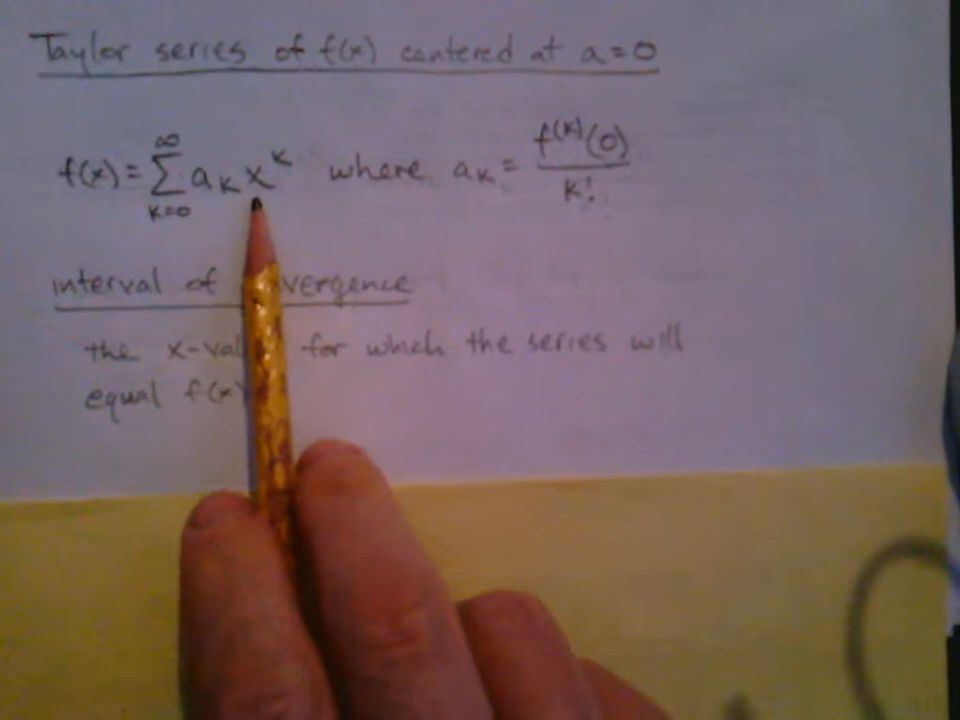 Taylor series of f(x) centered at a=0
f(x) = ∞ ∑ k=0 a_k x^k where a_k = f^(k)(0) / k!
interval of vergence
the x-val for which the series will
equal f(x)